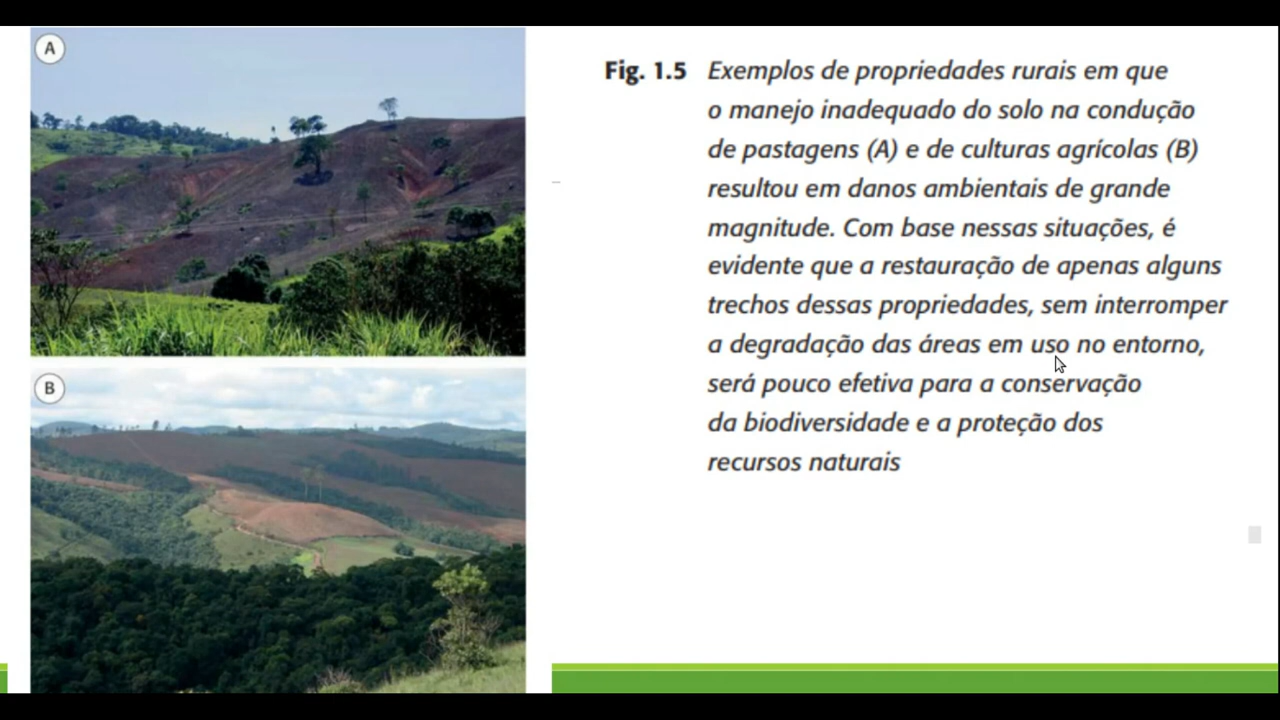 A
B
Fig. 1.5 Exemplos de propriedades rurais em que
o manejo inadequado do solo na condução
de pastagens (A) e de culturas agrícolas (B)
resultou em danos ambientais de grande
magnitude. Com base nessas situações, é
evidente que a restauração de apenas alguns
trechos dessas propriedades, sem interromper
a degradação das áreas em uso no entorno,
será pouco efetiva para a conservação
da biodiversidade e a proteção dos
recursos naturais